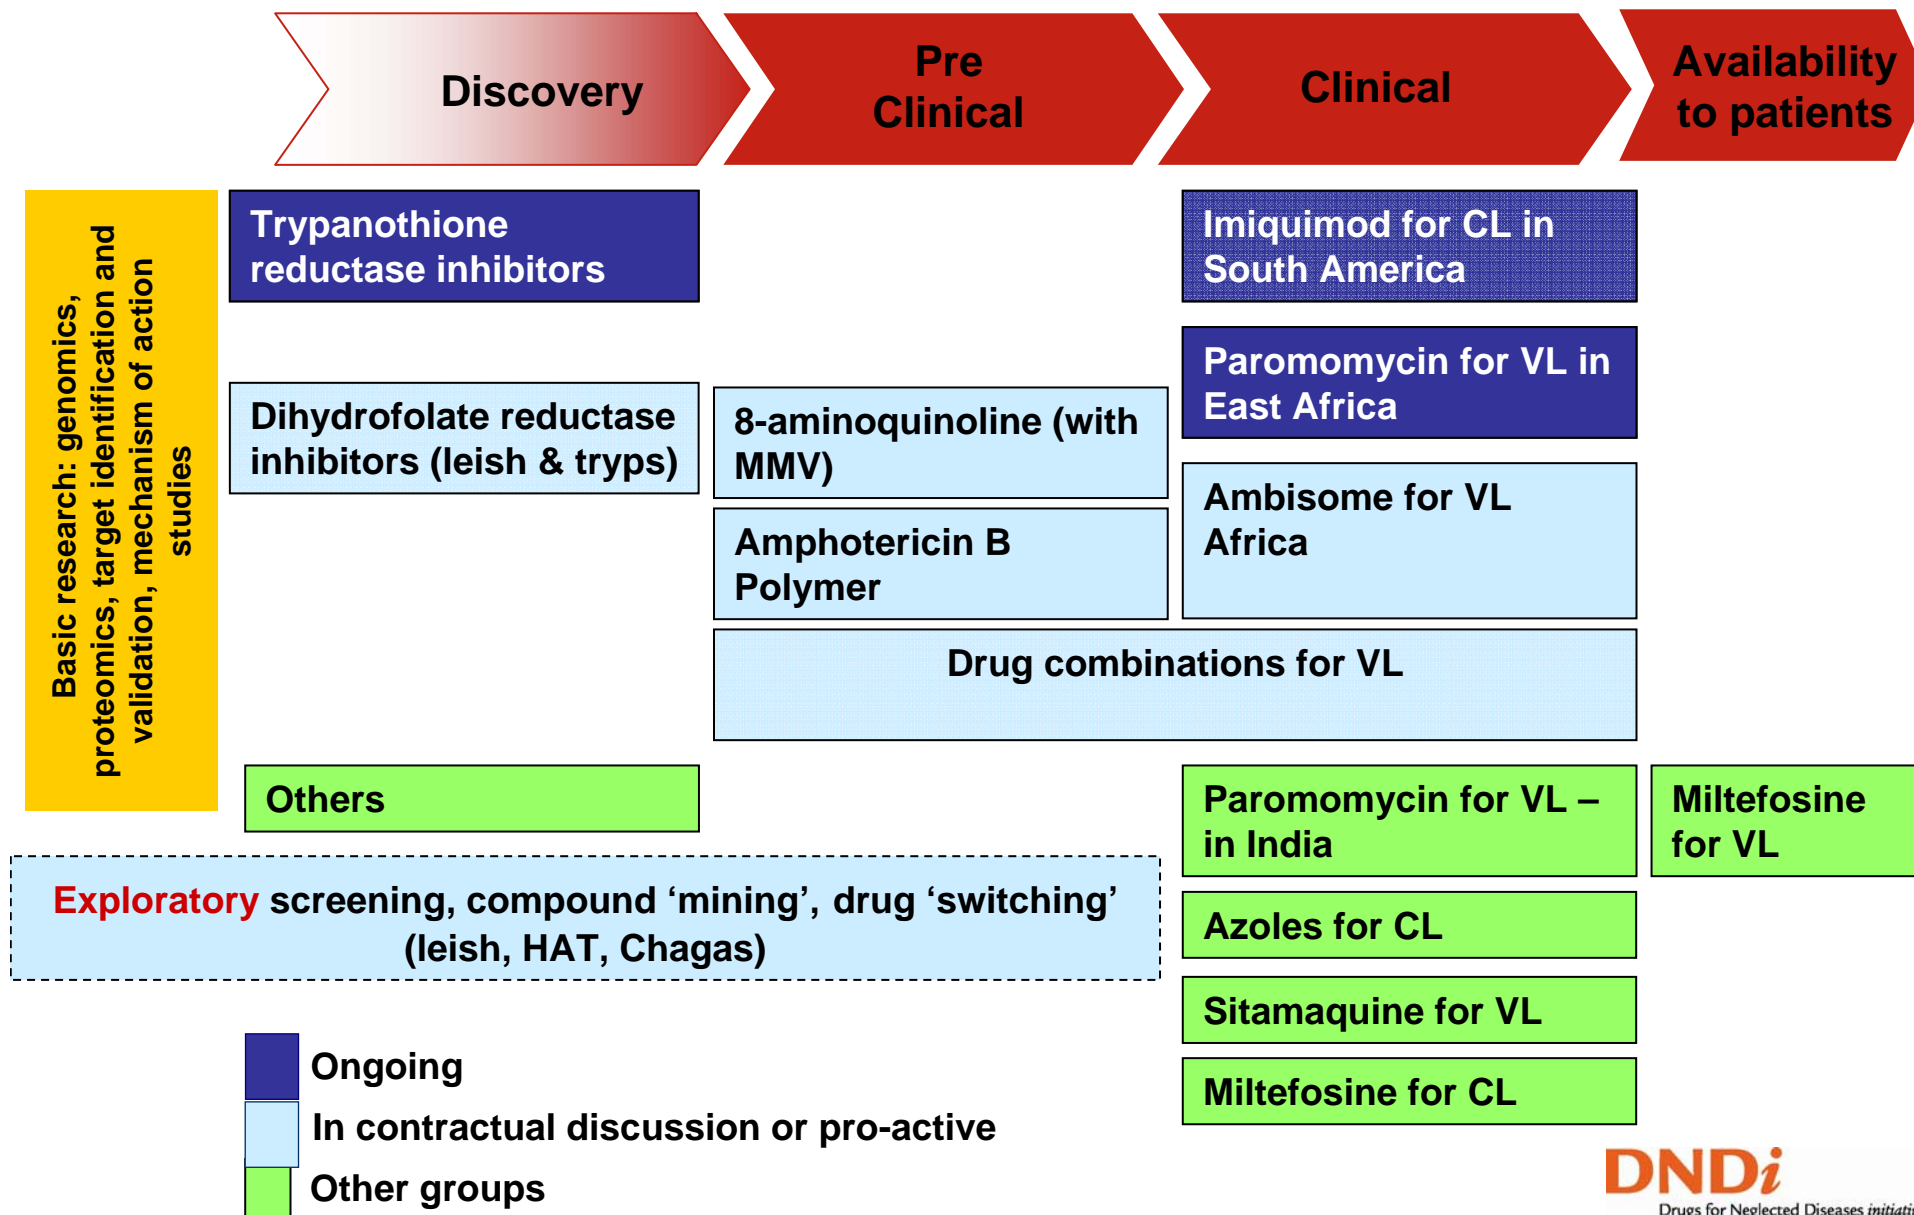 Discovery
Pre
Clinical
Clinical
Availability
to patients
Basic research: genomics,
proteomics, target identification and
validation, mechanism of action
studies
Trypanothione
reductase inhibitors
Imiquimod for CL in
South America
Paromomycin for VL in
East Africa
Dihydrofolate reductase
inhibitors (leish & tryps)
8-aminoquinoline (with
MMV)
Ambisome for VL
Africa
Amphotericin B
Polymer
Drug combinations for VL
Others
Paromomycin for VL –
in India
Miltefosine
for VL
Exploratory screening, compound ‘mining’, drug ‘switching’
(leish, HAT, Chagas)
Azoles for CL
Sitamaquine for VL
Miltefosine for CL
Ongoing
In contractual discussion or pro-active
Other groups
DNDi
Drugs for Neglected Diseases